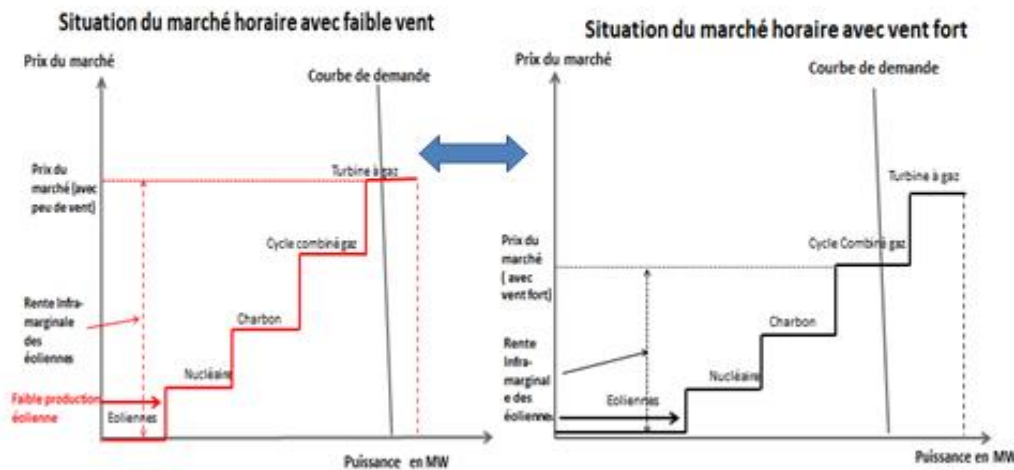 Situation du marché horaire avec faible vent
Prix du marché
Courbe de demande
Prix du
marché (avec
peu de vent)
Turbine à gaz
Cycle combiné gaz
Rente Infra-
marginale
des
éoliennes
Charbon
Nucléaire
Faible production
éolienne
Eoliennes
Puissance en MW
Situation du marché horaire avec vent fort
Prix du marché
Courbe de demande
Turbine à gaz
Prix du
marché
( avec
vent fort)
Cycle Combiné gaz
Charbon
Rente
Infra-
marginal
e des
éoliennes
Nucléaire
Eoliennes
Puissance en MW